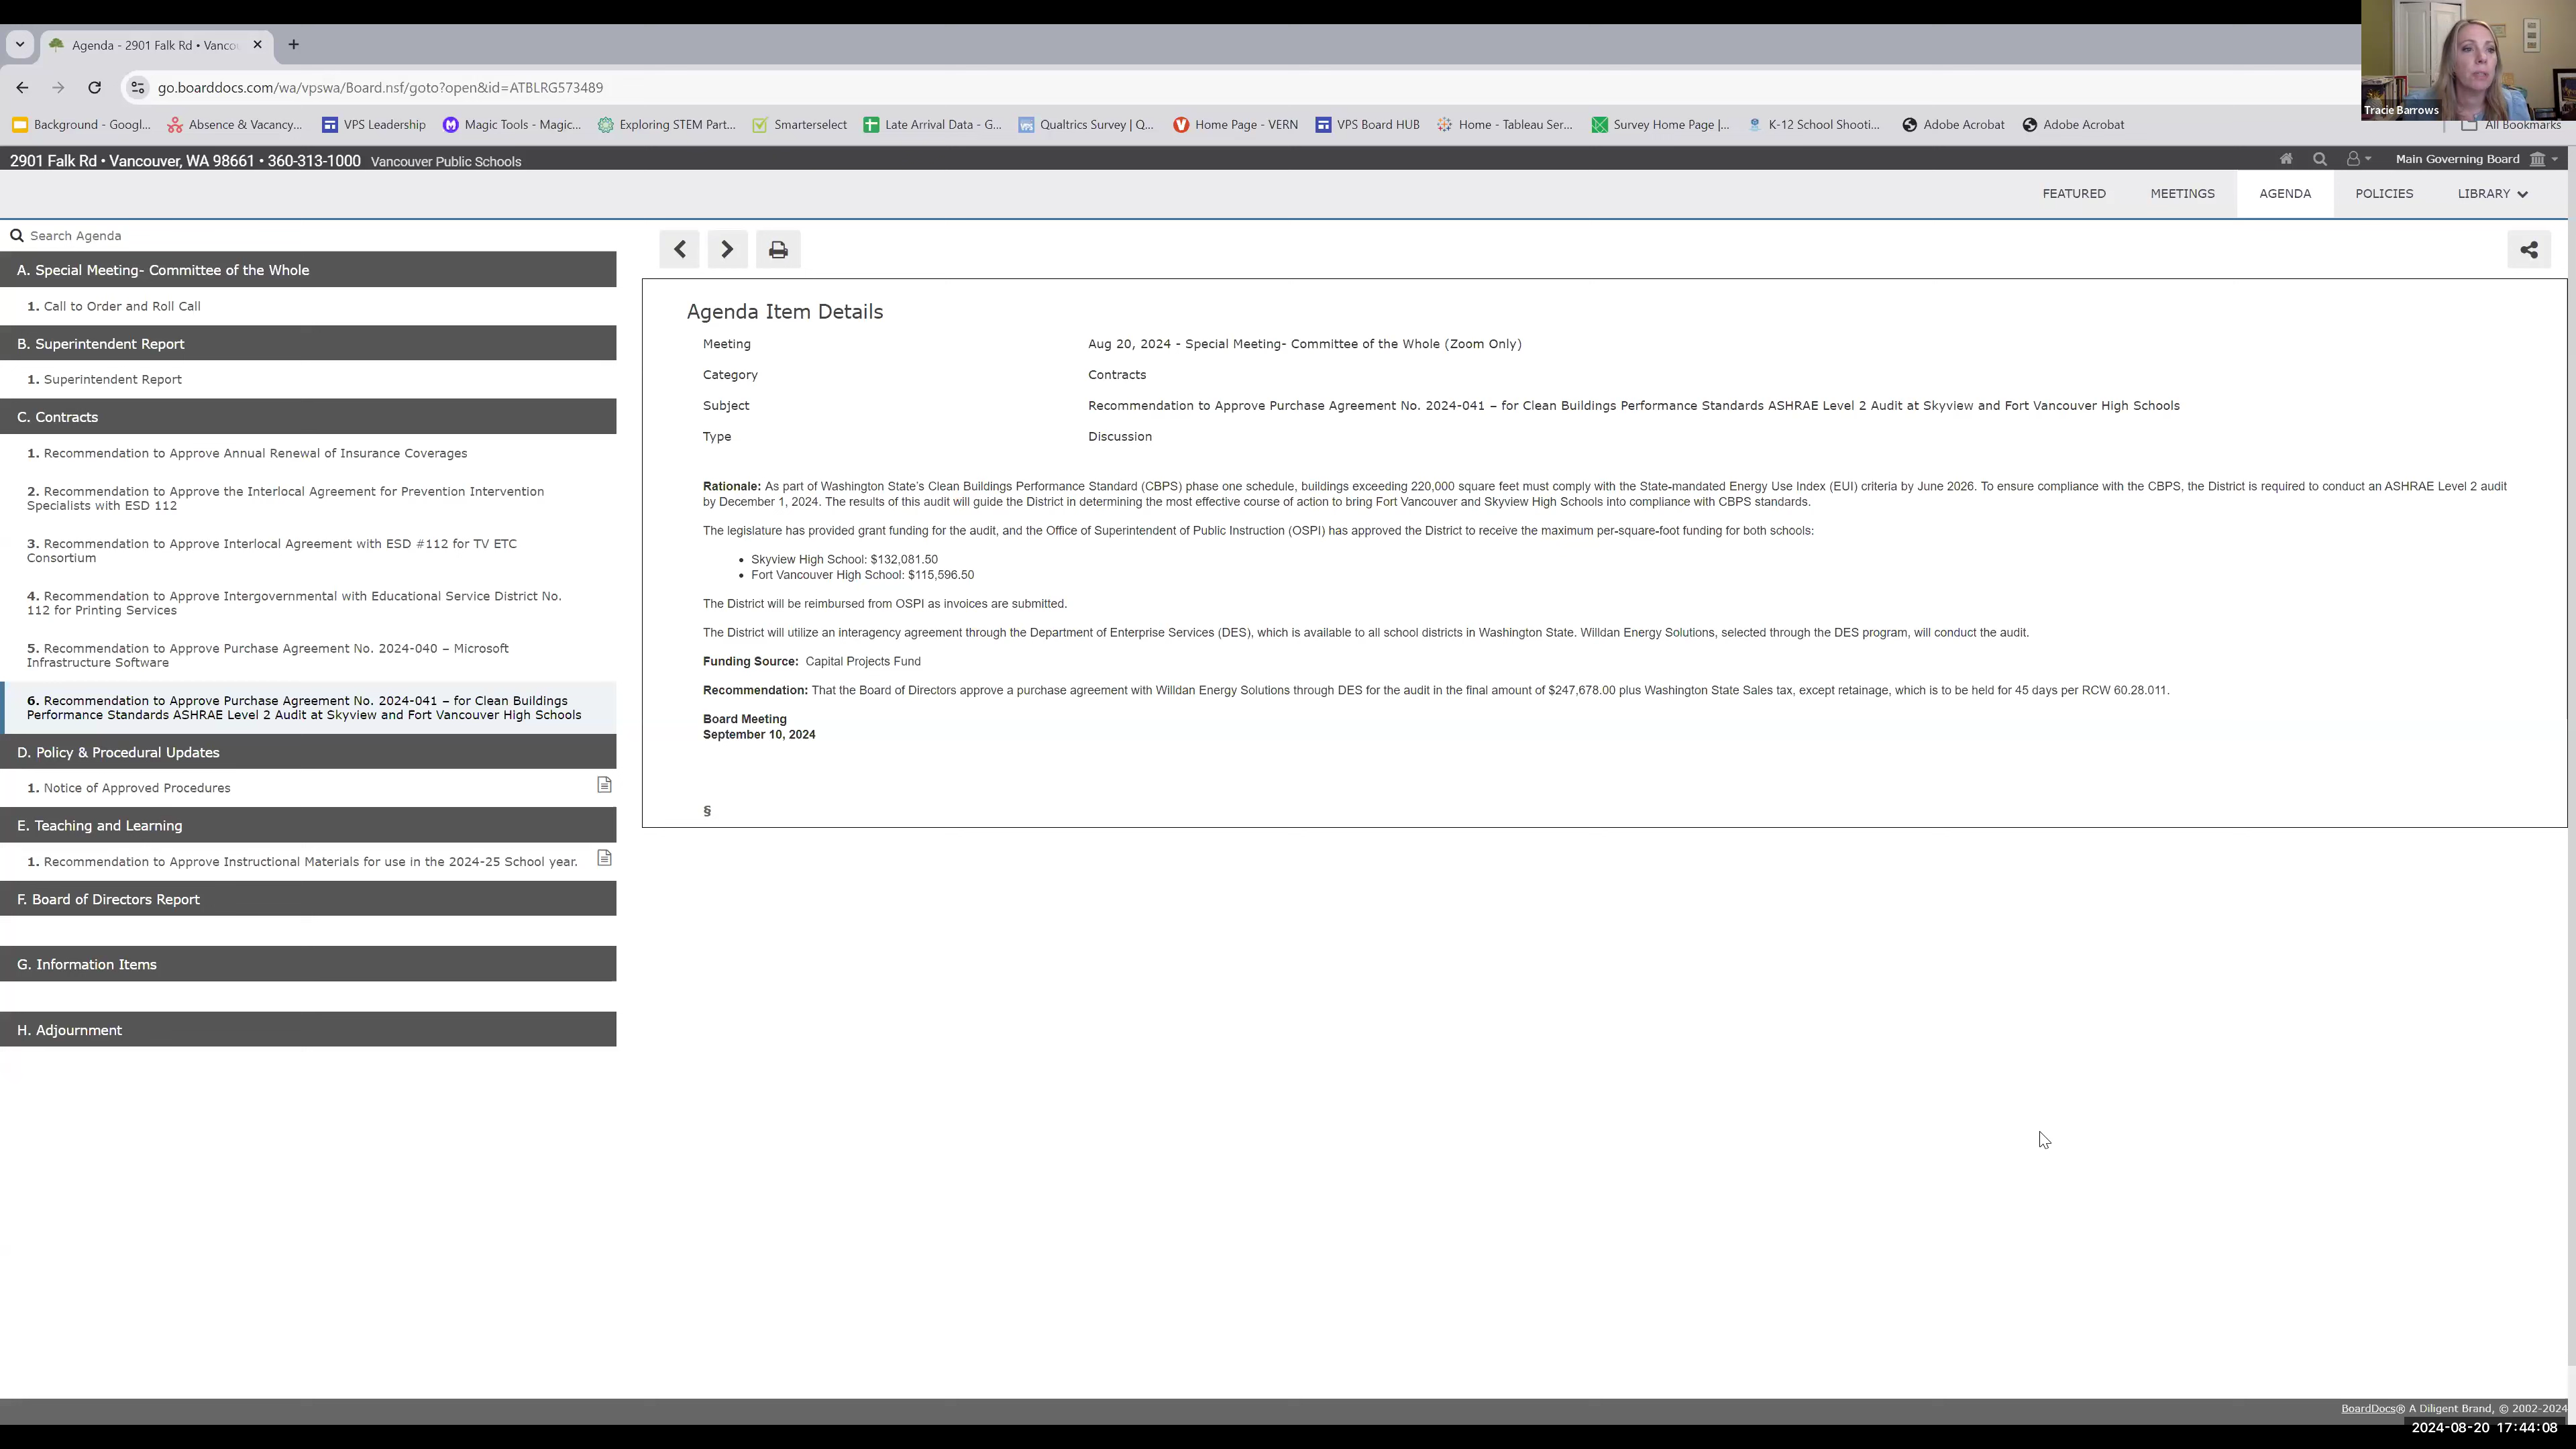 Agenda - 2901 Falk Rd • Vanco
go.boarddocs.com/wa/vpswa/Board.nsf/goto?open&id=ATBLRG573489
Tracie Barrows
Background - Googl...
Absence & Vacancy...
VPS Leadership
Magic Tools - Magic...
Exploring STEM Part...
Smarterselect
Late Arrival Data - G...
Qualtrics Survey | Q...
Home Page - VERN
VPS Board HUB
Home - Tableau Ser...
Survey Home Page |...
K-12 School Shooti...
Adobe Acrobat
Adobe Acrobat
All Bookmarks
2901 Falk Rd • Vancouver, WA 98661 • 360-313-1000 Vancouver Public Schools
Main Governing Board
FEATURED
MEETINGS
AGENDA
POLICIES
LIBRARY
Search Agenda
A. Special Meeting- Committee of the Whole
1. Call to Order and Roll Call
B. Superintendent Report
1. Superintendent Report
C. Contracts
1. Recommendation to Approve Annual Renewal of Insurance Coverages
2. Recommendation to Approve the Interlocal Agreement for Prevention Intervention
Specialists with ESD 112
3. Recommendation to Approve Interlocal Agreement with ESD #112 for TV ETC
Consortium
4. Recommendation to Approve Intergovernmental with Educational Service District No.
112 for Printing Services
5. Recommendation to Approve Purchase Agreement No. 2024-040 – Microsoft
Infrastructure Software
6. Recommendation to Approve Purchase Agreement No. 2024-041 – for Clean Buildings
Performance Standards ASHRAE Level 2 Audit at Skyview and Fort Vancouver High Schools
D. Policy & Procedural Updates
1. Notice of Approved Procedures
E. Teaching and Learning
1. Recommendation to Approve Instructional Materials for use in the 2024-25 School year.
F. Board of Directors Report
G. Information Items
H. Adjournment
Agenda Item Details
Meeting
Aug 20, 2024 - Special Meeting- Committee of the Whole (Zoom Only)
Category
Contracts
Subject
Recommendation to Approve Purchase Agreement No. 2024-041 – for Clean Buildings Performance Standards ASHRAE Level 2 Audit at Skyview and Fort Vancouver High Schools
Type
Discussion
Rationale: As part of Washington State's Clean Buildings Performance Standard (CBPS) phase one schedule, buildings exceeding 220,000 square feet must comply with the State-mandated Energy Use Index (EUI) criteria by June 2026. To ensure compliance with the CBPS, the District is required to conduct an ASHRAE Level 2 audit
by December 1, 2024. The results of this audit will guide the District in determining the most effective course of action to bring Fort Vancouver and Skyview High Schools into compliance with CBPS standards.
The legislature has provided grant funding for the audit, and the Office of Superintendent of Public Instruction (OSPI) has approved the District to receive the maximum per-square-foot funding for both schools:
• Skyview High School: $132,081.50
• Fort Vancouver High School: $115,596.50
The District will be reimbursed from OSPI as invoices are submitted.
The District will utilize an interagency agreement through the Department of Enterprise Services (DES), which is available to all school districts in Washington State. Willdan Energy Solutions, selected through the DES program, will conduct the audit.
Funding Source: Capital Projects Fund
Recommendation: That the Board of Directors approve a purchase agreement with Willdan Energy Solutions through DES for the audit in the final amount of $247,678.00 plus Washington State Sales tax, except retainage, which is to be held for 45 days per RCW 60.28.011.
Board Meeting
September 10, 2024
§
BoardDocs® A Diligent Brand, © 2002-2024
2024-08-20 17:44:08